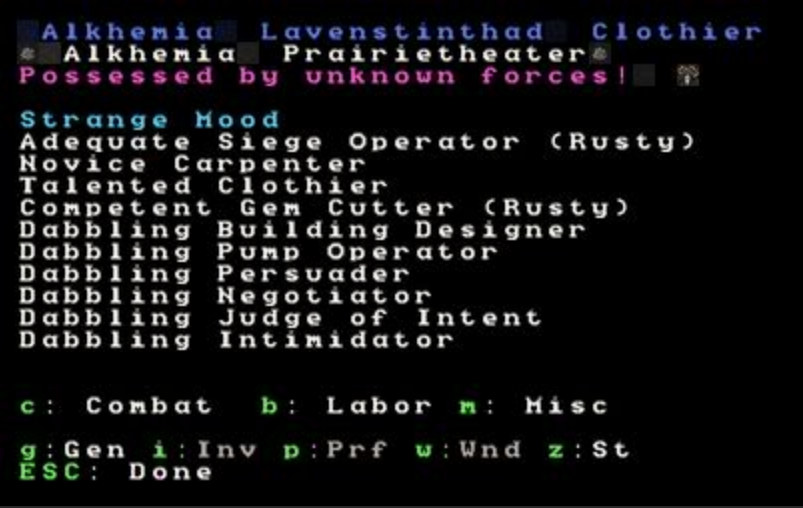 Alkhemia Lavenstinthad Clothier
Alkhemia Prairietheater
Possessed by unknown forces!
Strange Mood
Adequate Siege Operator (Rusty)
Novice Carpenter
Talented Clothier
Competent Gem Cutter (Rusty)
Dabbling Building Designer
Dabbling Pump Operator
Dabbling Persuader
Dabbling Negotiator
Dabbling Judge of Intent
Dabbling Intimidator
c: Combat b: Labor m: Misc
g:Gen i:Inv p:Prf w:Wnd z:St
ESC: Done